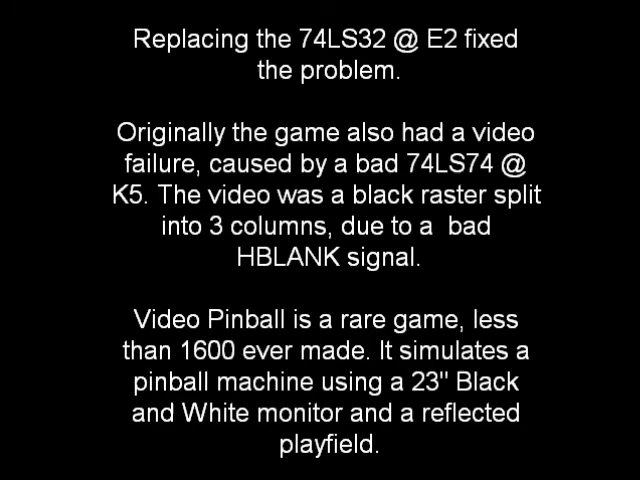 Replacing the 74LS32 @ E2 fixed
the problem.
Originally the game also had a video
failure, caused by a bad 74LS74 @
K5. The video was a black raster split
into 3 columns, due to a  bad
HBLANK signal.
Video Pinball is a rare game, less
than 1600 ever made. It simulates a
pinball machine using a 23" Black
and White monitor and a reflected
playfield.